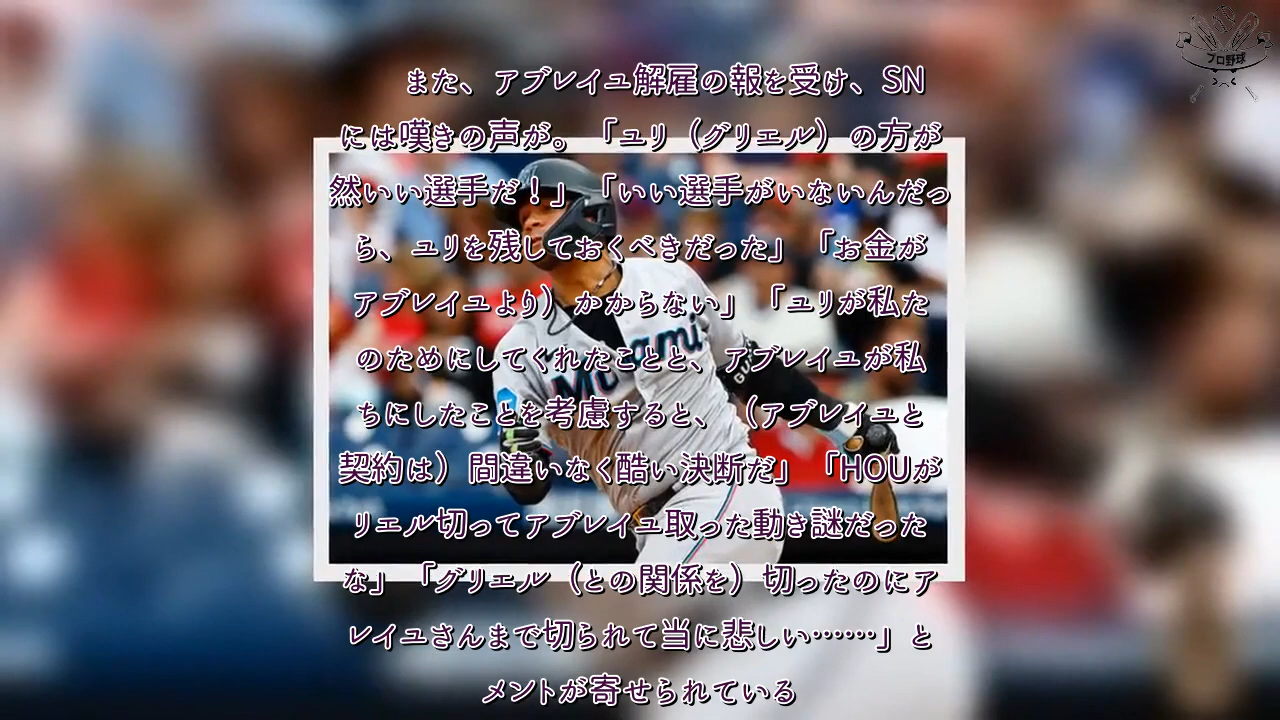 プロ野球
また、アブレイユ解雇の報を受け、SN
には嘆きの声が。「ユリ（グリエル）の方が
然いい選手だ！」「いい選手がいないんだっ
ら、ユリを残しておくべきだった」「お金が
アブレイユより）かからない」「ユリが私た
のためにしてくれたことと、アブレイユが私
ちにしたことを考慮すると、（アブレイユと
契約は）間違いなく酷い決断だ」「HOUが
リエル切ってアブレイユ取った動き謎だった
な」「グリエル（との関係を）切ったのにア
レイユさんまで切られて当に悲しい……」と
メントが寄せられている